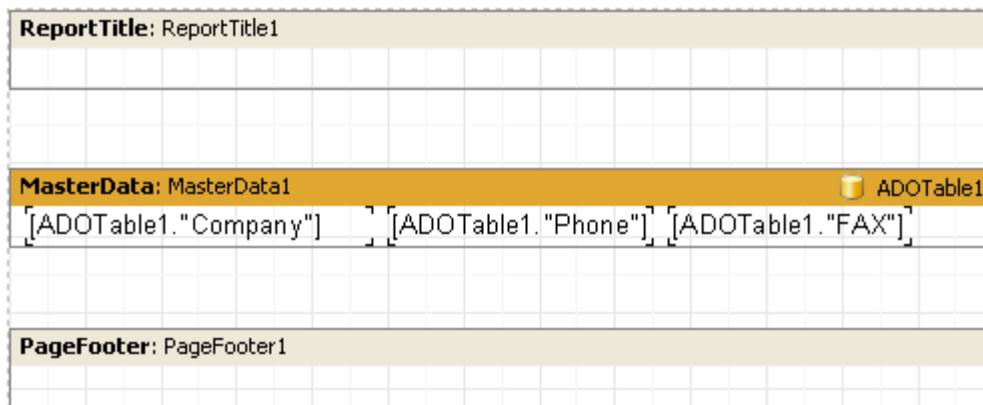 ReportTitle: ReportTitle1
MasterData: MasterData1 ADOTable1
[ADOTable1."Company"] [ADOTable1."Phone"] [ADOTable1."FAX"]
PageFooter: PageFooter1